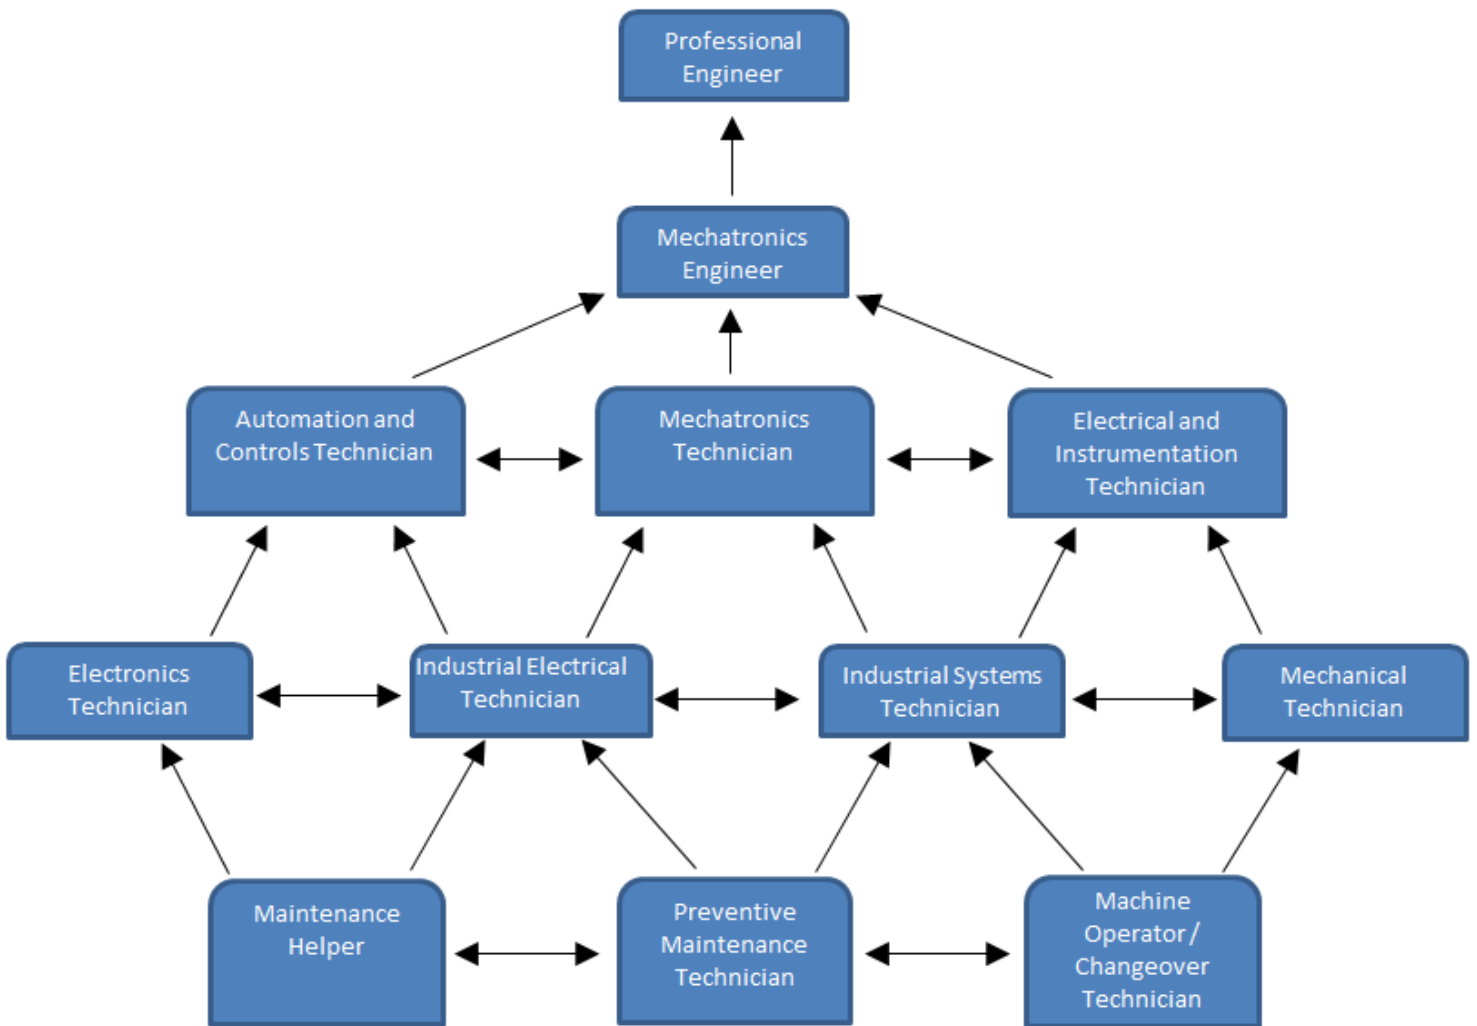 Professional
Engineer
Mechatronics
Engineer
Automation and
Controls Technician
Mechatronics
Technician
Electrical and
Instrumentation
Technician
Electronics
Technician
Industrial Electrical
Technician
Industrial Systems
Technician
Mechanical
Technician
Maintenance
Helper
Preventive
Maintenance
Technician
Machine
Operator /
Changeover
Technician